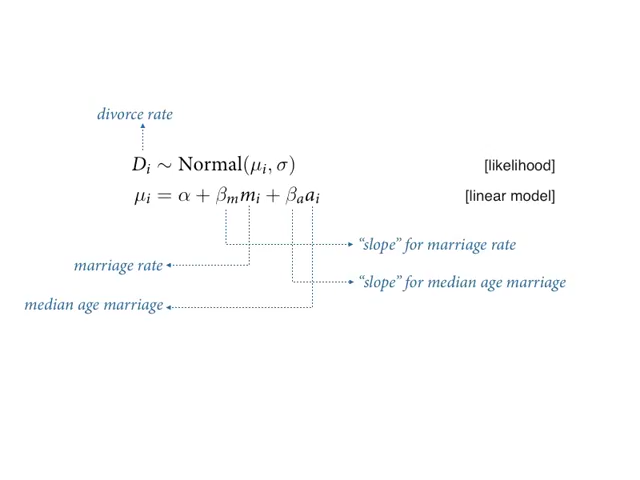 divorce rate
Dᵢ ∼ Normal(μᵢ, σ) [likelihood]
μᵢ = α + βₘmᵢ + βₐaᵢ [linear model]
“slope” for marriage rate
marriage rate
“slope” for median age marriage
median age marriage